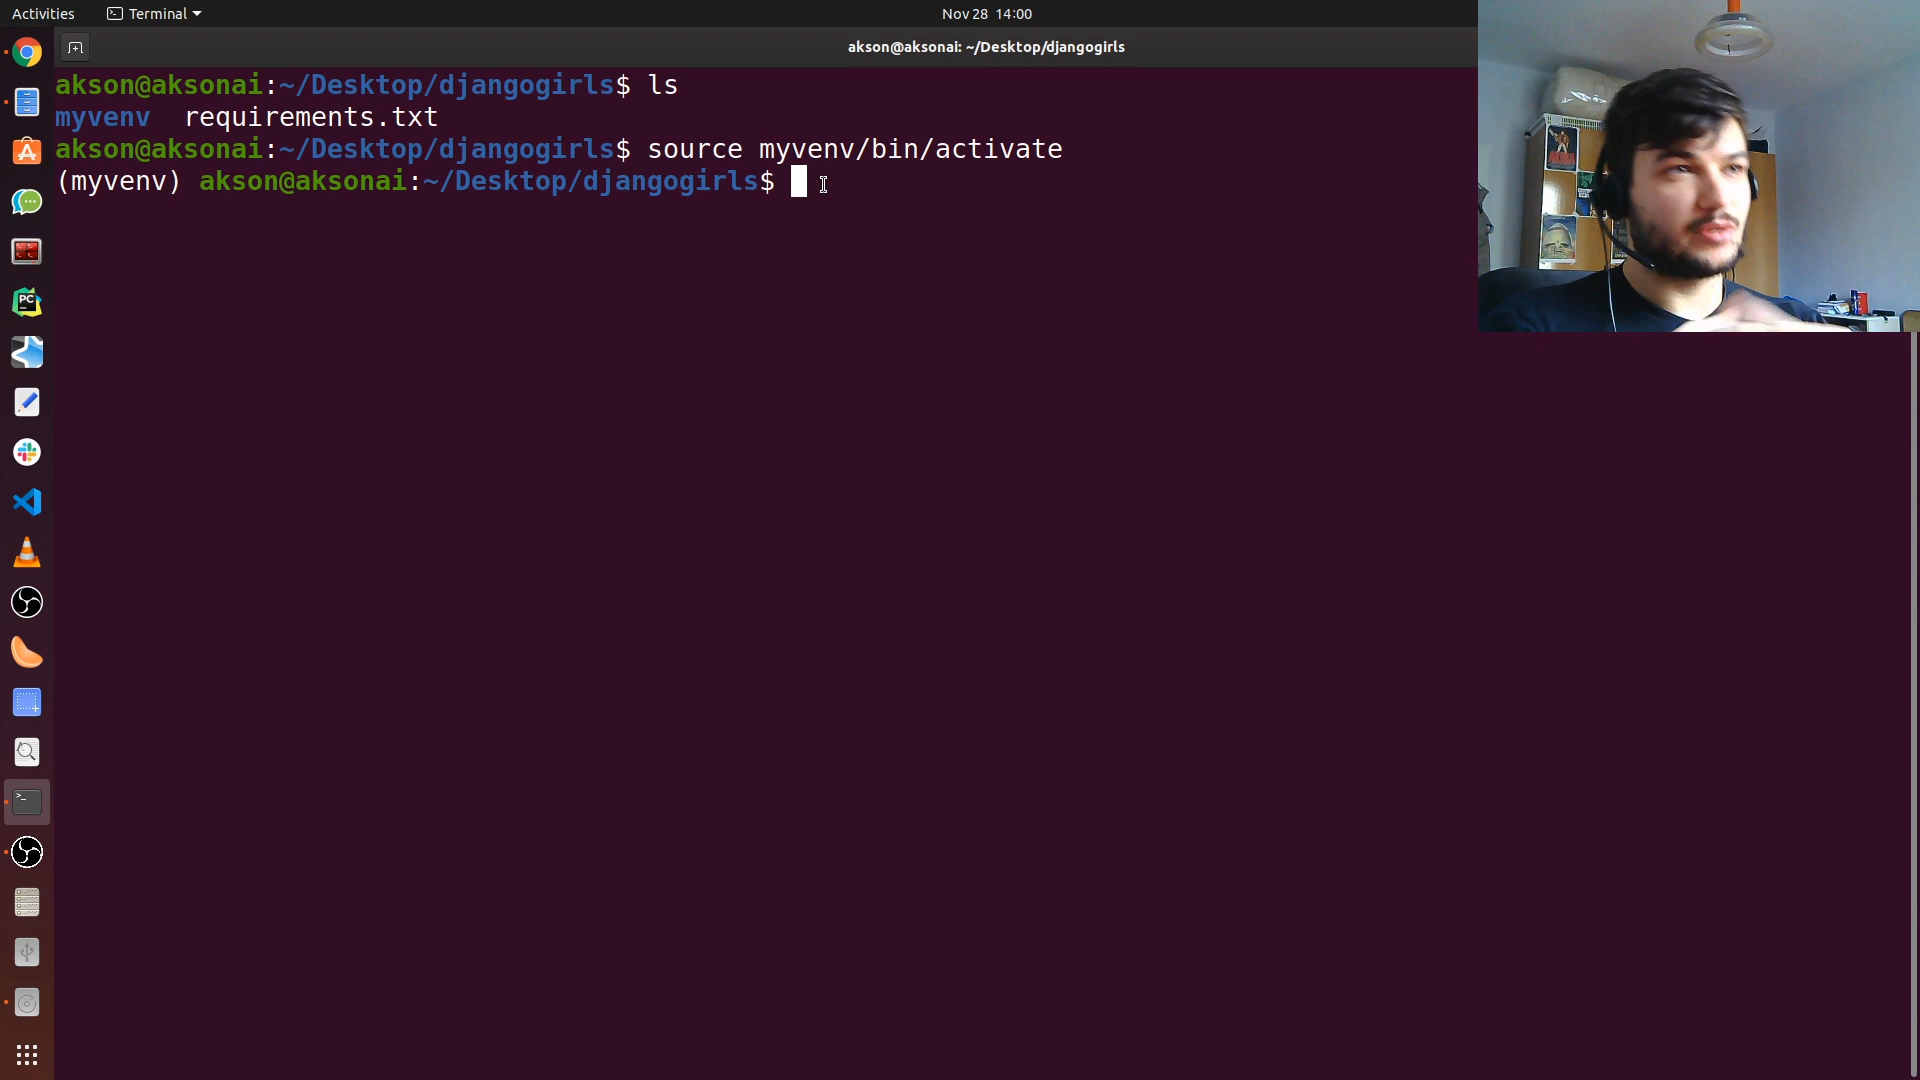 Activities
Terminal
Nov 28 14:00
akson@aksonai: ~/Desktop/djangogirls
akson@aksonai:~/Desktop/djangogirls$ ls
myvenv requirements.txt
akson@aksonai:~/Desktop/djangogirls$ source myvenv/bin/activate
(myvenv) akson@aksonai:~/Desktop/djangogirls$
PC